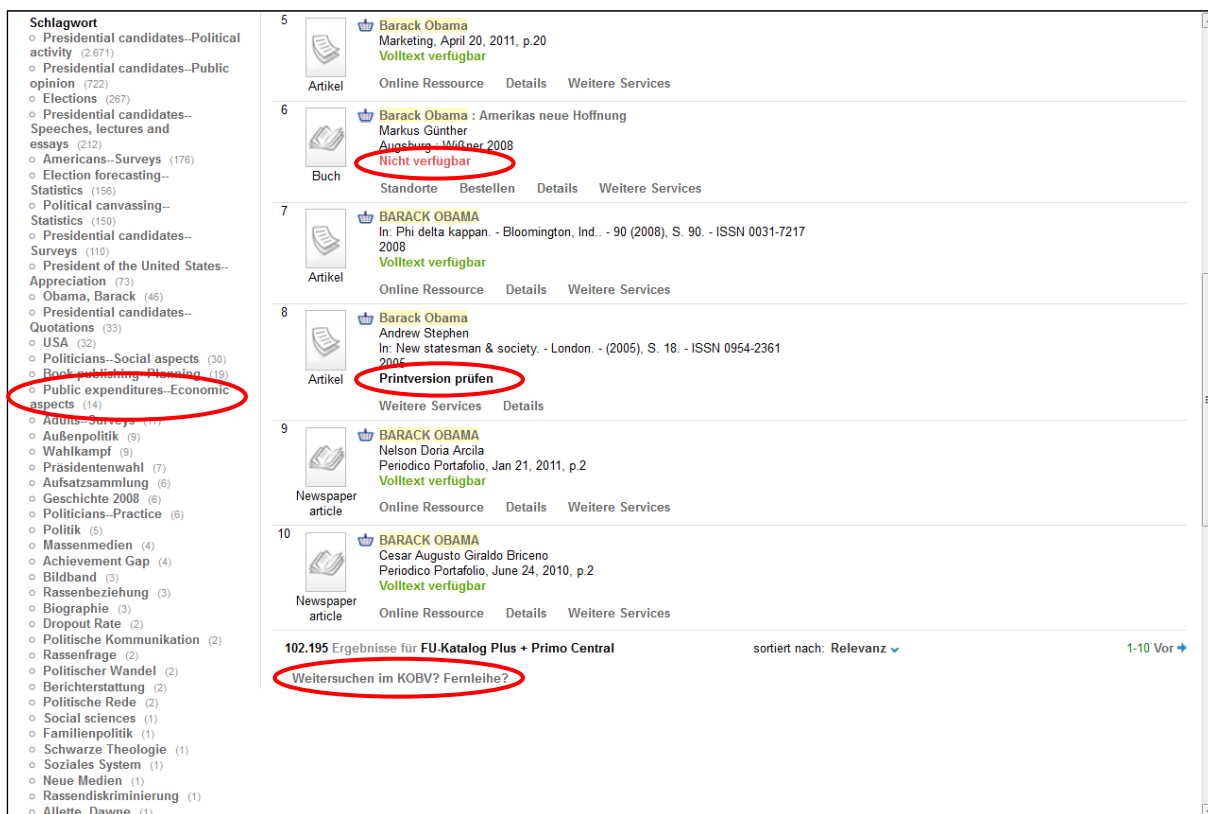 Schlagwort
Presidential candidates--Political
activity (2.671)
Presidential candidates--Public
opinion (722)
Elections (267)
Presidential candidates--
Speeches, lectures and
essays (212)
Americans--Surveys (176)
Election forecasting--
Statistics (156)
Political canvassing--
Statistics (150)
Presidential candidates--
Surveys (110)
President of the United States--
Appreciation (73)
Obama, Barack (46)
Presidential candidates--
Quotations (33)
USA (32)
Politicians--Social aspects (30)
Book publishing--Planning (19)
Public expenditures--Economic
aspects (14)
Adults--Surveys (11)
Außenpolitik (9)
Wahlkampf (9)
Präsidentenwahl (7)
Aufsatzsammlung (6)
Geschichte 2008 (6)
Politicians--Practice (6)
Politik (5)
Massenmedien (4)
Achievement Gap (4)
Bildband (3)
Rassenbeziehung (3)
Biographie (3)
Dropout Rate (2)
Politische Kommunikation (2)
Rassenfrage (2)
Politischer Wandel (2)
Berichterstattung (2)
Politische Rede (2)
Social sciences (1)
Familienpolitik (1)
Schwarze Theologie (1)
Soziales System (1)
Neue Medien (1)
Rassendiskriminierung (1)
Allette, Dawne (1)
5
Barack Obama
Marketing, April 20, 2011, p.20
Volltext verfügbar
Artikel
Online Ressource Details Weitere Services
6
Barack Obama : Amerikas neue Hoffnung
Markus Günther
Augsburg : Wißner 2008
Nicht verfügbar
Buch
Standorte Bestellen Details Weitere Services
7
BARACK OBAMA
In: Phi delta kappan. - Bloomington, Ind.. - 90 (2008), S. 90. - ISSN 0031-7217
2008
Volltext verfügbar
Artikel
Online Ressource Details Weitere Services
8
Barack Obama
Andrew Stephen
In: New statesman & society. - London. - (2005), S. 18. - ISSN 0954-2361
2005
Printversion prüfen
Artikel
Weitere Services Details
9
BARACK OBAMA
Nelson Doria Arcila
Periodico Portafolio, Jan 21, 2011, p.2
Volltext verfügbar
Newspaper
article
Online Ressource Details Weitere Services
10
BARACK OBAMA
Cesar Augusto Giraldo Briceno
Periodico Portafolio, June 24, 2010, p.2
Volltext verfügbar
Newspaper
article
Online Ressource Details Weitere Services
102.195 Ergebnisse für FU-Katalog Plus + Primo Central sortiert nach: Relevanz 1-10 Vor
Weitersuchen im KOBV? Fernleihe?